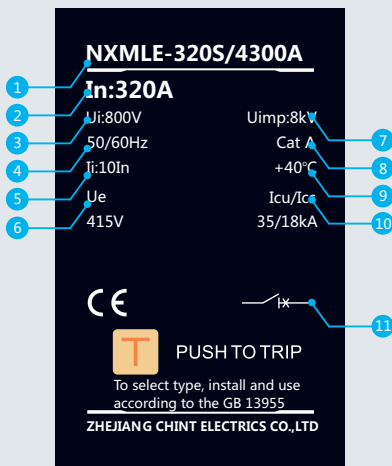 NXMLE-320S/4300A
1
In:320A
2
Ui:800V Uimp:8kV
3 7
50/60Hz Cat A
4 8
Ii:10In +40℃
5 9
Ue Icu/Ics
6 10
415V 35/18kA
CE
11
T PUSH TO TRIP
To select type, install and use
according to the GB 13955
ZHEJIANG CHINT ELECTRICS CO.,LTD